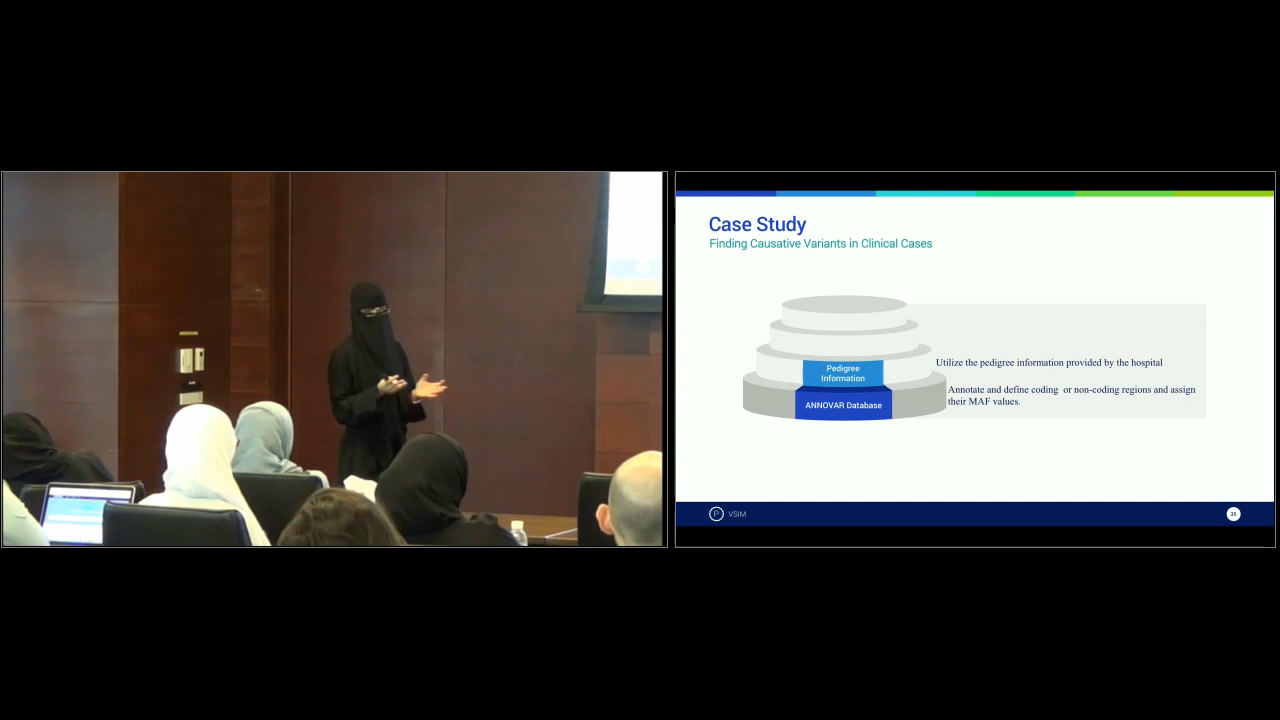 Case Study
Finding Causative Variants in Clinical Cases
Pedigree
Information
Utilize the pedigree information provided by the hospital
ANNOVAR Database
Annotate and define coding  or non-coding regions and assign
their MAF values.
P VSIM